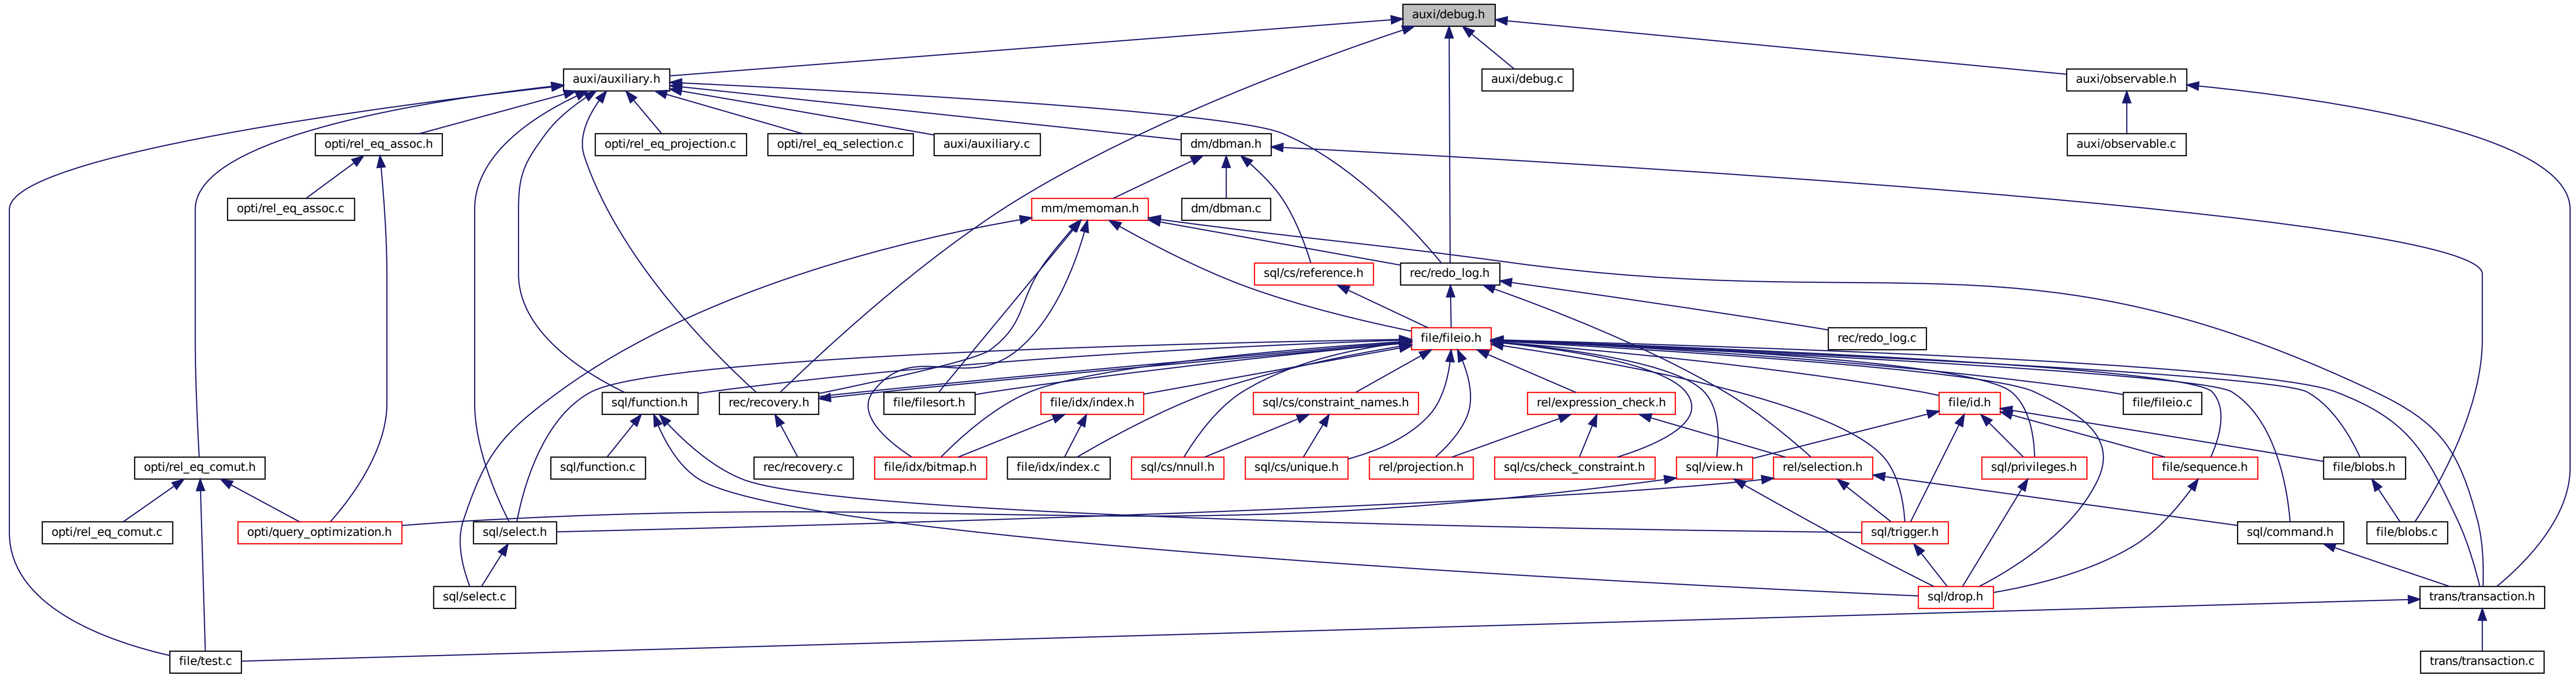 auxi/debug.h
auxi/auxiliary.h
auxi/debug.c
auxi/observable.h
opti/rel_eq_assoc.h
opti/rel_eq_projection.c
opti/rel_eq_selection.c
auxi/auxiliary.c
dm/dbman.h
auxi/observable.c
opti/rel_eq_assoc.c
mm/memoman.h
dm/dbman.c
sql/cs/reference.h
rec/redo_log.h
file/fileio.h
rec/redo_log.c
sql/function.h
rec/recovery.h
file/filesort.h
file/idx/index.h
sql/cs/constraint_names.h
rel/expression_check.h
file/id.h
file/fileio.c
opti/rel_eq_comut.h
sql/function.c
rec/recovery.c
file/idx/bitmap.h
file/idx/index.c
sql/cs/nnull.h
sql/cs/unique.h
rel/projection.h
sql/cs/check_constraint.h
sql/view.h
rel/selection.h
sql/privileges.h
file/sequence.h
file/blobs.h
opti/rel_eq_comut.c
opti/query_optimization.h
sql/select.h
sql/trigger.h
sql/command.h
file/blobs.c
sql/select.c
sql/drop.h
trans/transaction.h
file/test.c
trans/transaction.c